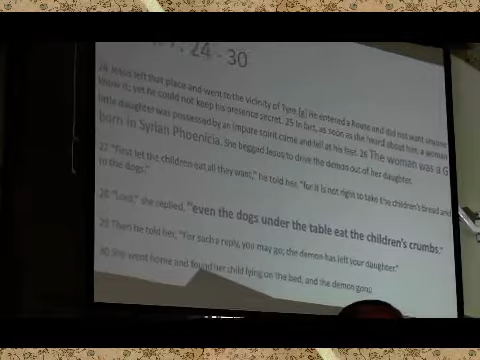 7 : 24 - 30
24 Jesus left that place and went to the vicinity of Tyre.[g] He entered a house and did not want anyone
know it; yet he could not keep his presence secret. 25 In fact, as soon as she heard about him, a woman
little daughter was possessed by an impure spirit came and fell at his feet. 26 The woman was a G
born in Syrian Phoenicia. She begged Jesus to drive the demon out of her daughter.
27 "First let the children eat all they want," he told her, "for it is not right to take the children's bread and
to the dogs."
28 "Lord," she replied, "even the dogs under the table eat the children's crumbs."
29 Then he told her, "For such a reply, you may go; the demon has left your daughter."
30 She went home and found her child lying on the bed, and the demon gone.